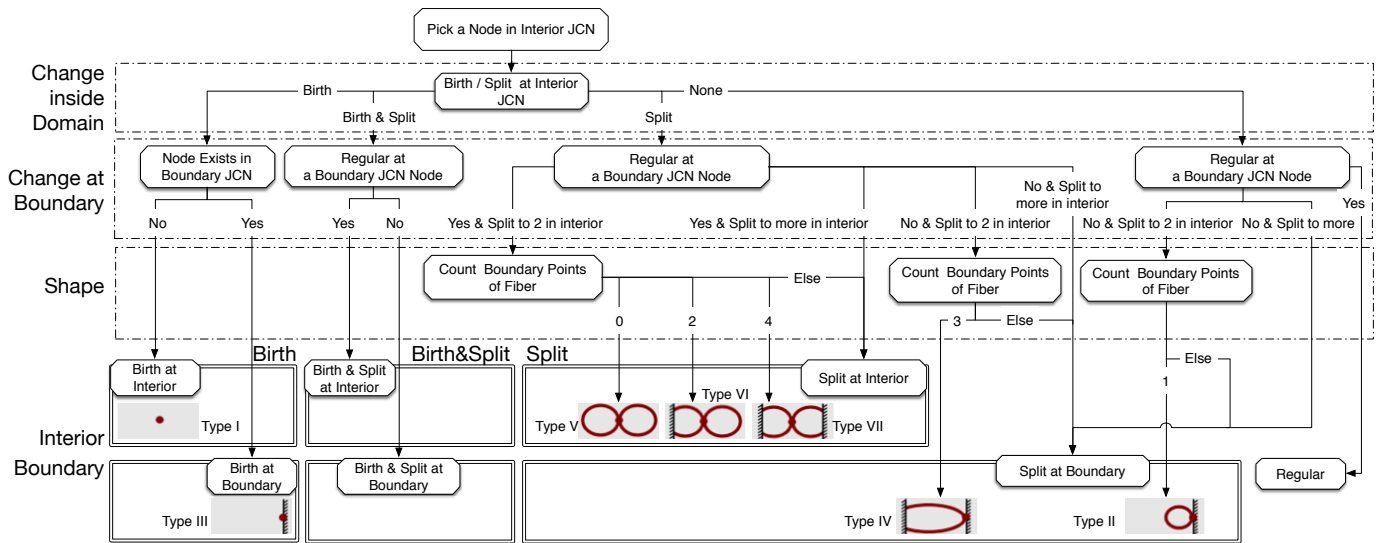 Pick a Node in Interior JCN
Change
inside
Domain
Birth / Split at Interior
JCN
Birth
Birth & Split
Split
None
Change at
Boundary
Node Exists in
Boundary JCN
Regular at
a Boundary JCN Node
Regular at
a Boundary JCN Node
Regular at
a Boundary JCN Node
No & Split to
more in interior
Yes
No
Yes
Yes
No
Yes & Split to 2 in interior
Yes & Split to more in interior
No & Split to 2 in interior
No & Split to 2 in interior
No & Split to more
Shape
Count Boundary Points
of Fiber
Count Boundary Points
of Fiber
Count Boundary Points
of Fiber
Else
0
2
4
3
Else
Birth
Birth&Split
Split
Birth at
Interior
Birth & Split
at Interior
Split at Interior
Else
1
Type I
Type V
Type VI
Type VII
Interior
Boundary
Birth at
Boundary
Birth & Split at
Boundary
Split at Boundary
Regular
Type III
Type IV
Type II